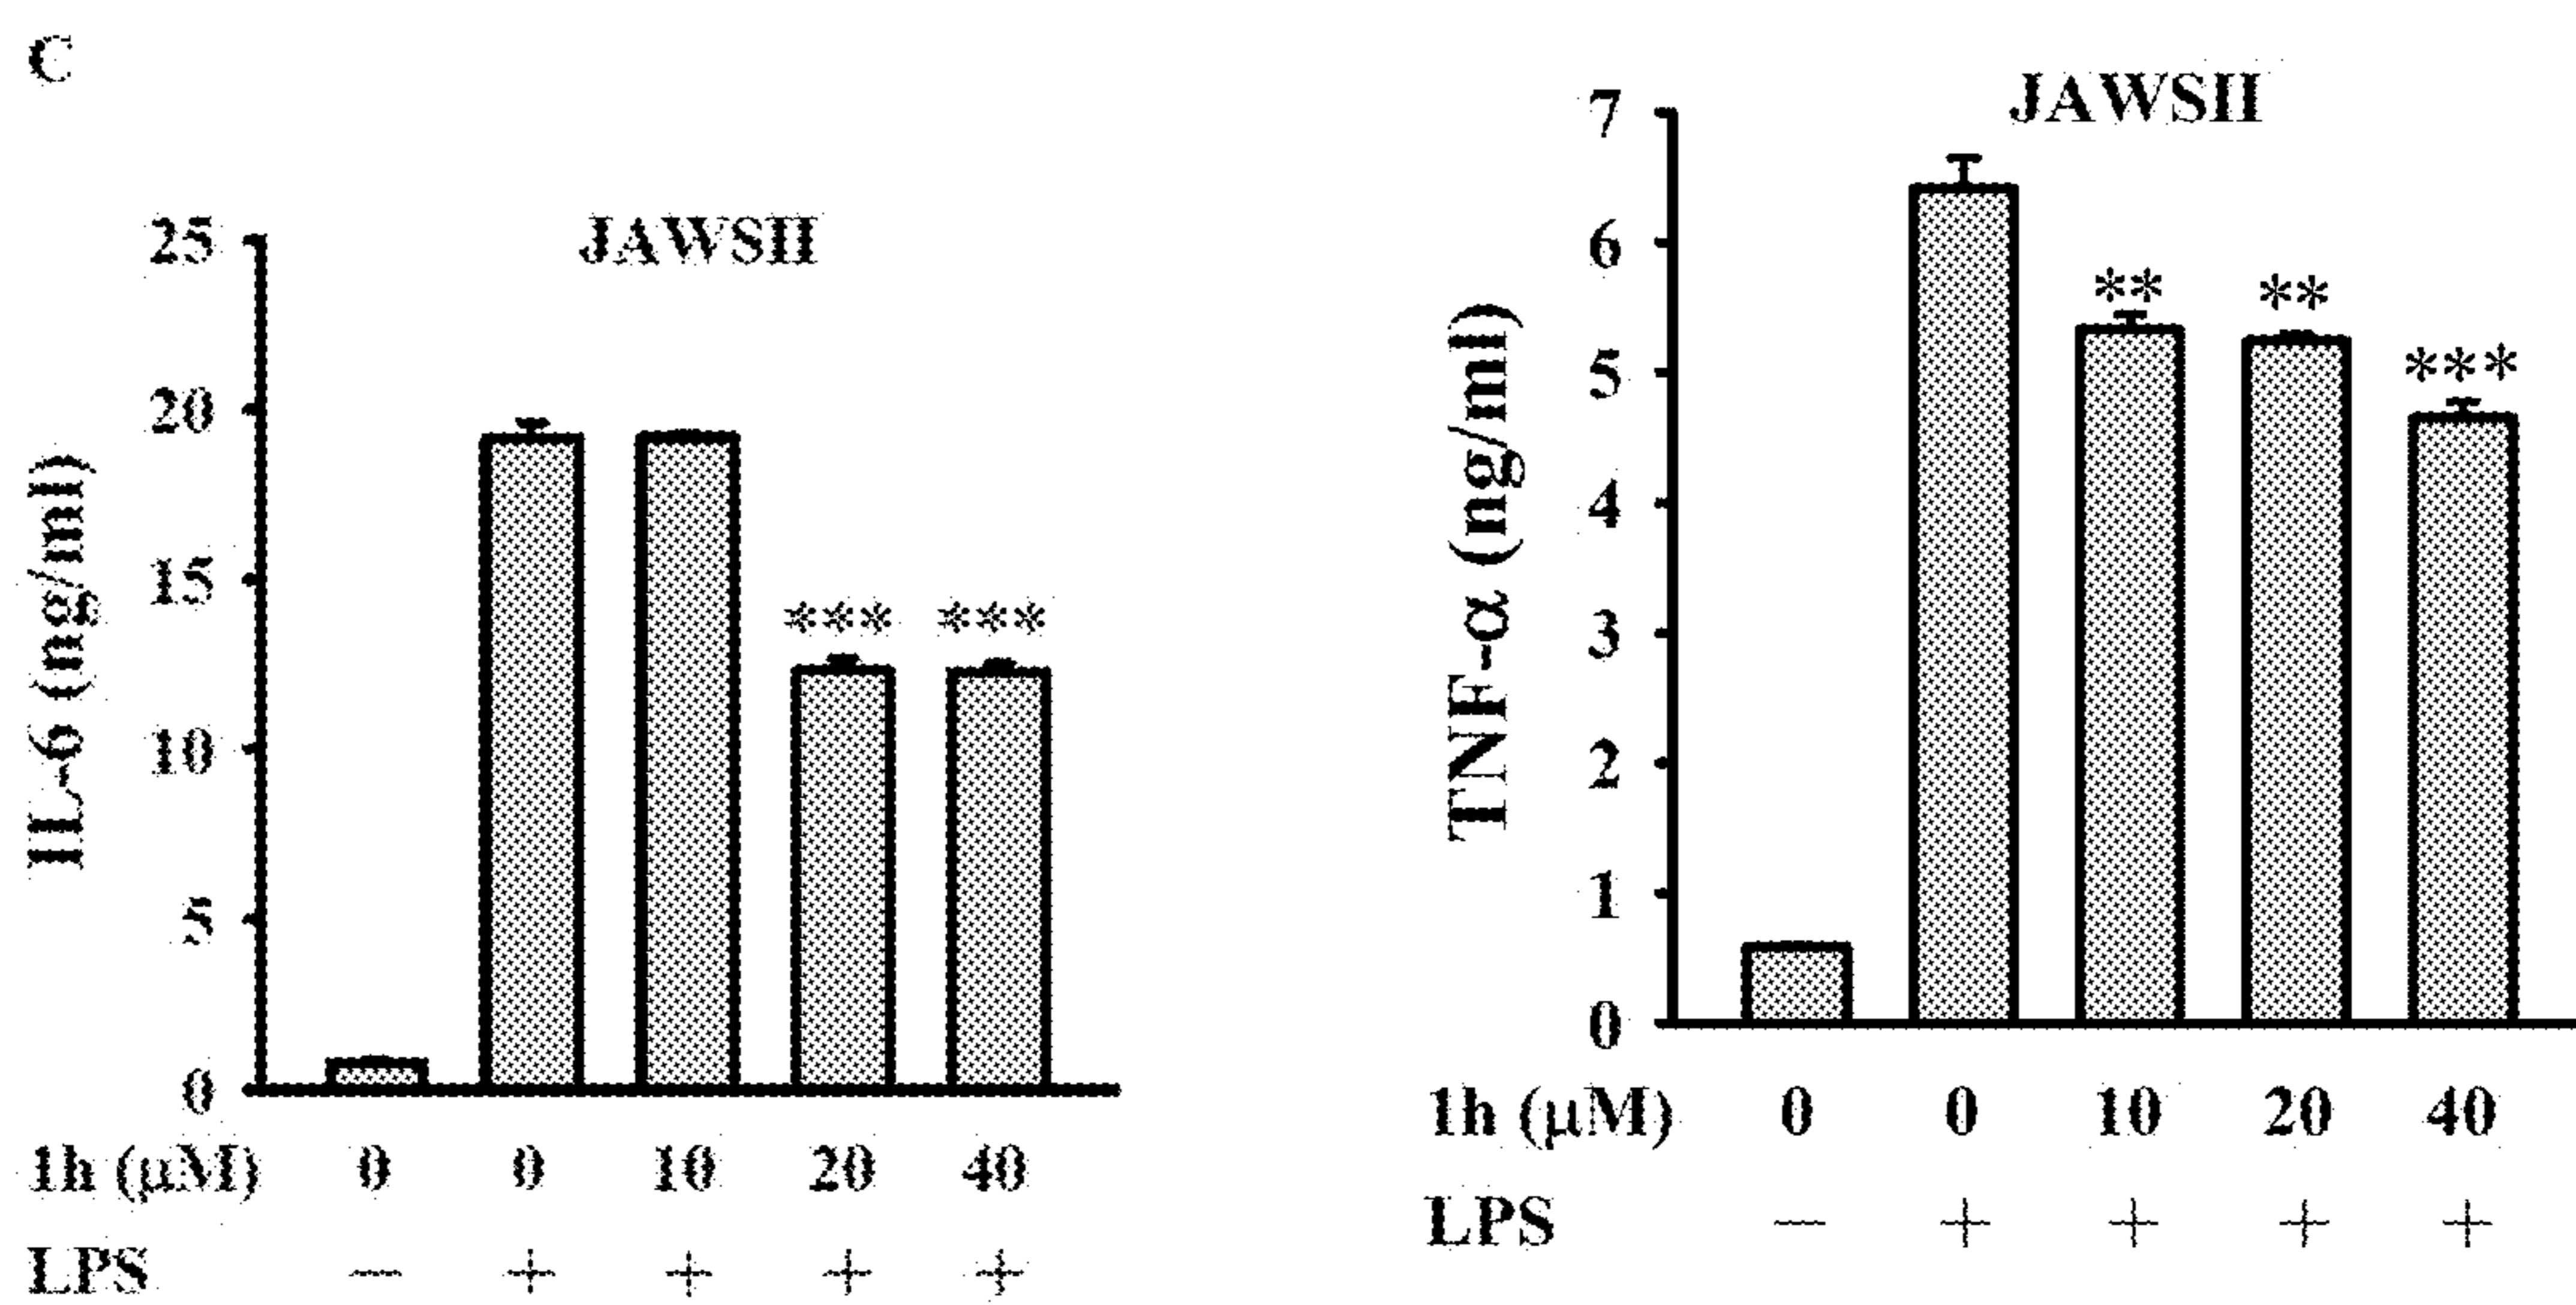 C
JAWSII
IL-6 (ng/ml)
25
20
15
10
5
0
*** ***
1h (μM) 0 0 10 20 40
LPS − + + + +
JAWSII
TNF-α (ng/ml)
7
6
5
4
3
2
1
0
** ** ***
1h (μM) 0 0 10 20 40
LPS − + + + +